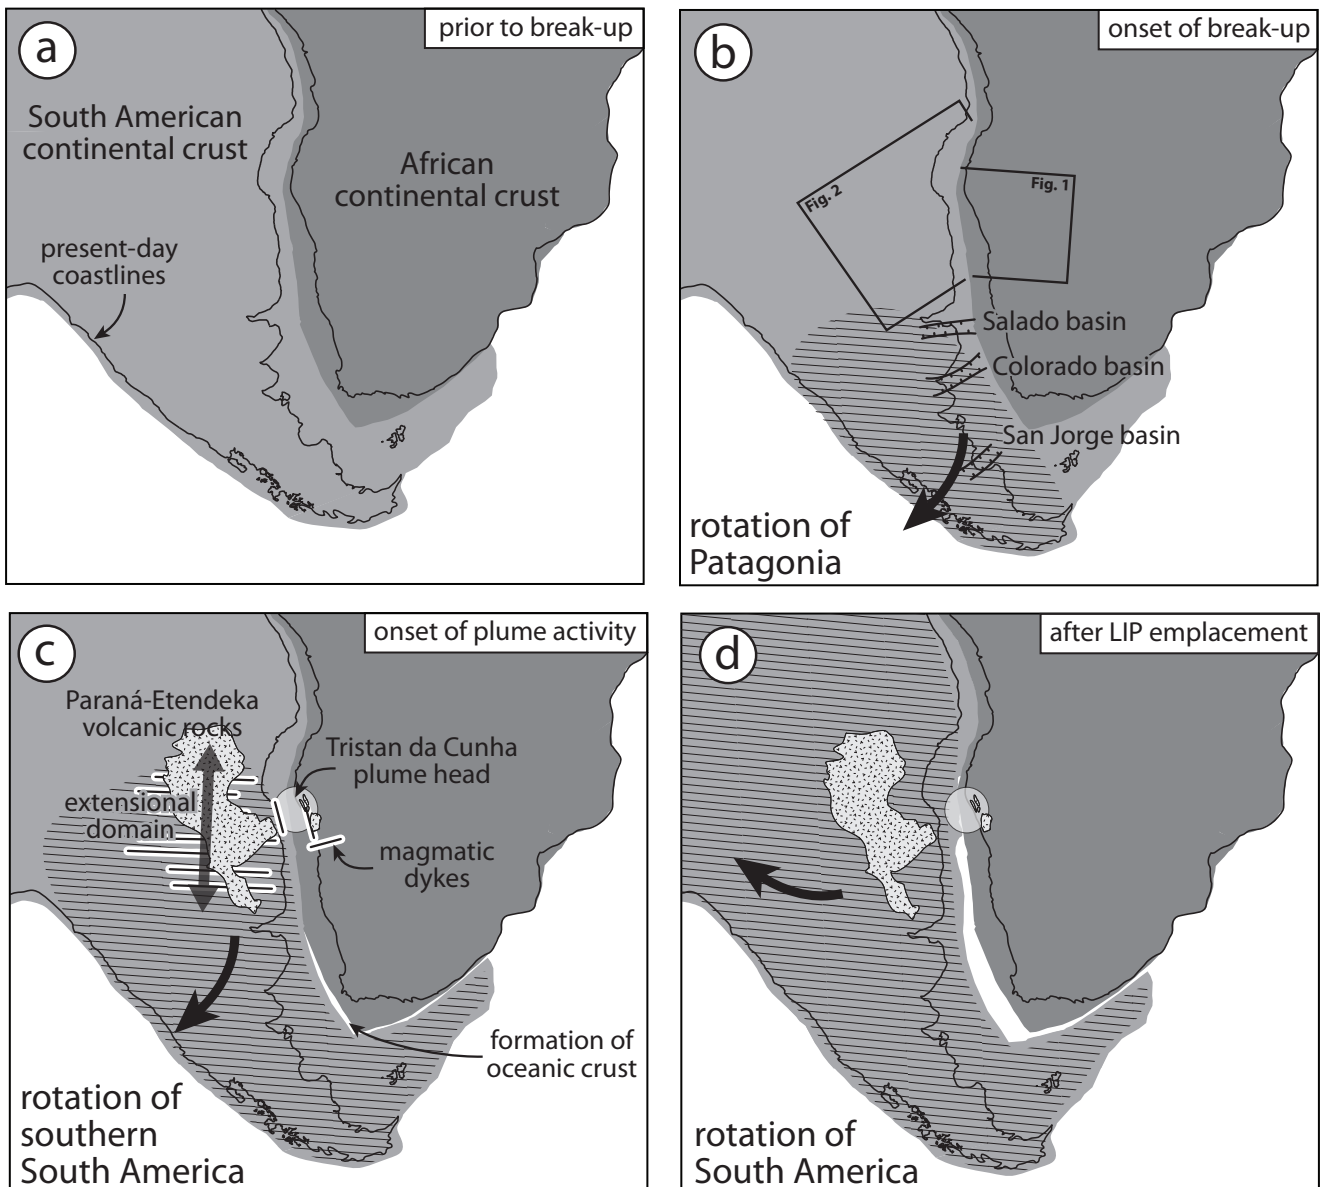 a
prior to break-up
South American
continental crust
African
continental crust
present-day
coastlines
b
onset of break-up
Fig. 2
Fig. 1
Salado basin
Colorado basin
San Jorge basin
rotation of
Patagonia
c
onset of plume activity
Paraná-Etendeka
volcanic rocks
Tristan da Cunha
plume head
extensional
domain
magmatic
dykes
formation of
oceanic crust
rotation of
southern
South America
d
after LIP emplacement
rotation of
South America